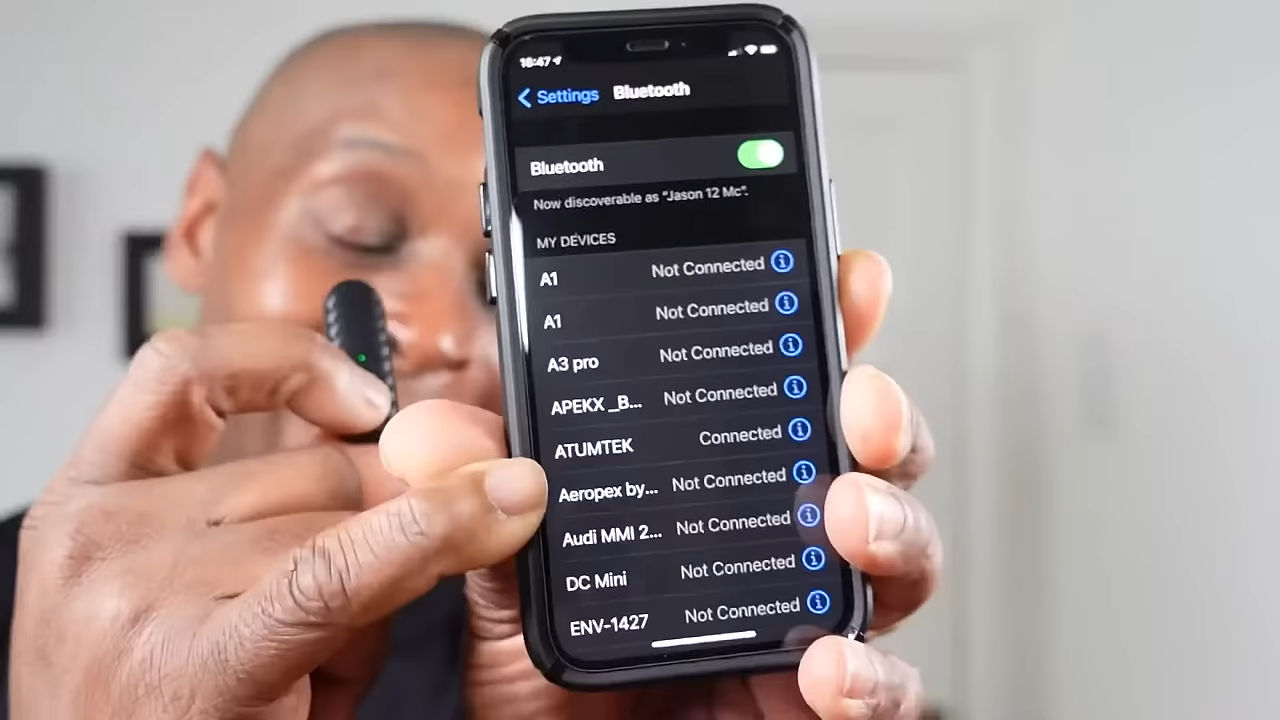 18:47
Settings Bluetooth
Bluetooth
Now discoverable as “Jason 12 Mc”.
MY DEVICES
A1 Not Connected
A1 Not Connected
A3 pro Not Connected
APEKX _B... Not Connected
ATUMTEK Connected
Aeropex by... Not Connected
Audi MMI 2... Not Connected
DC Mini Not Connected
ENV-1427 Not Connected